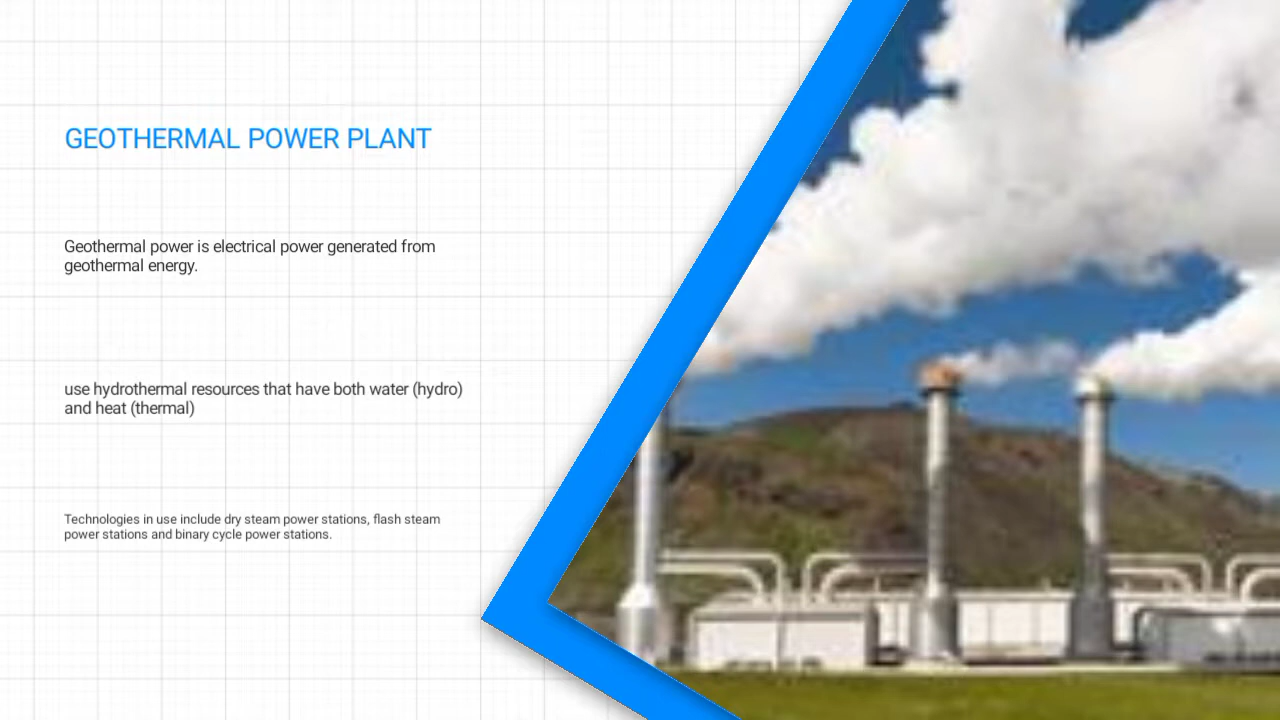 GEOTHERMAL POWER PLANT
Geothermal power is electrical power generated from
geothermal energy.
use hydrothermal resources that have both water (hydro)
and heat (thermal)
Technologies in use include dry steam power stations, flash steam
power stations and binary cycle power stations.